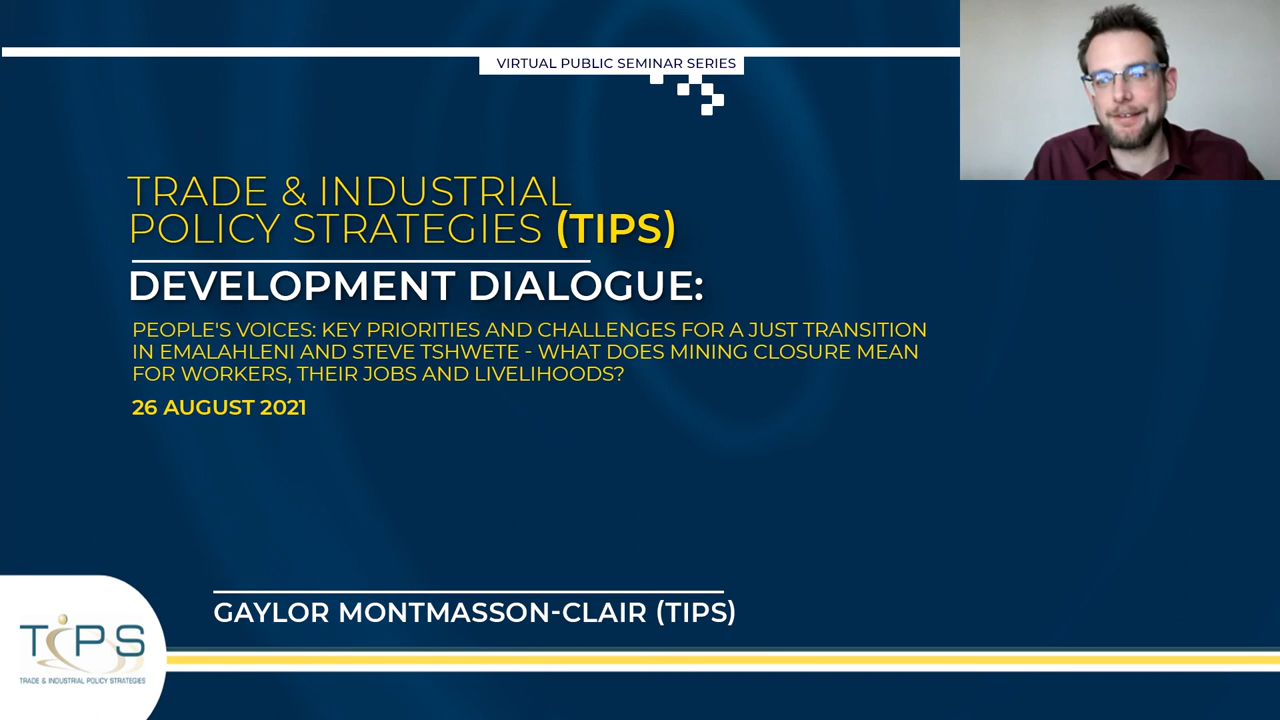 VIRTUAL PUBLIC SEMINAR SERIES
TRADE & INDUSTRIAL
POLICY STRATEGIES (TIPS)
DEVELOPMENT DIALOGUE:
PEOPLE'S VOICES: KEY PRIORITIES AND CHALLENGES FOR A JUST TRANSITION
IN EMALAHLENI AND STEVE TSHWETE - WHAT DOES MINING CLOSURE MEAN
FOR WORKERS, THEIR JOBS AND LIVELIHOODS?
26 AUGUST 2021
GAYLOR MONTMASSON-CLAIR (TIPS)
TIPS
TRADE & INDUSTRIAL POLICY STRATEGIES